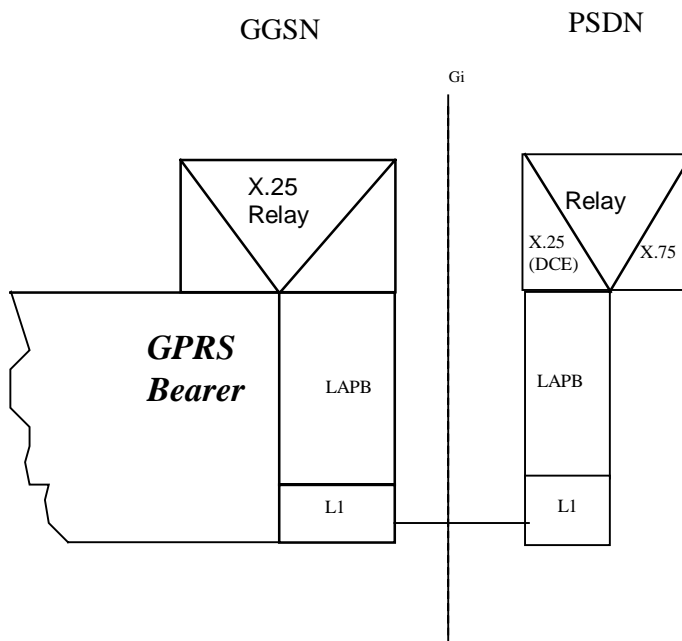 GGSN
PSDN
Gi
X.25
Relay
Relay
X.25
(DCE)
X.75
GPRS
Bearer
LAPB
LAPB
L1
L1